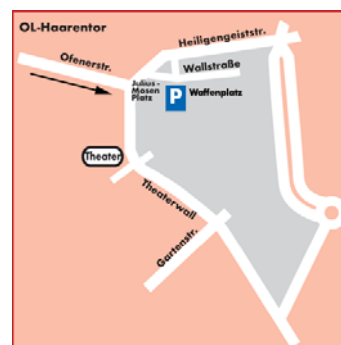 OL-Haarentor
Heiligengeiststr.
Ofenerstr.
Wallstraße
Julius-
Mosen
Platz
P
Waffenplatz
Theater
Theaterwall
Gartenstr.